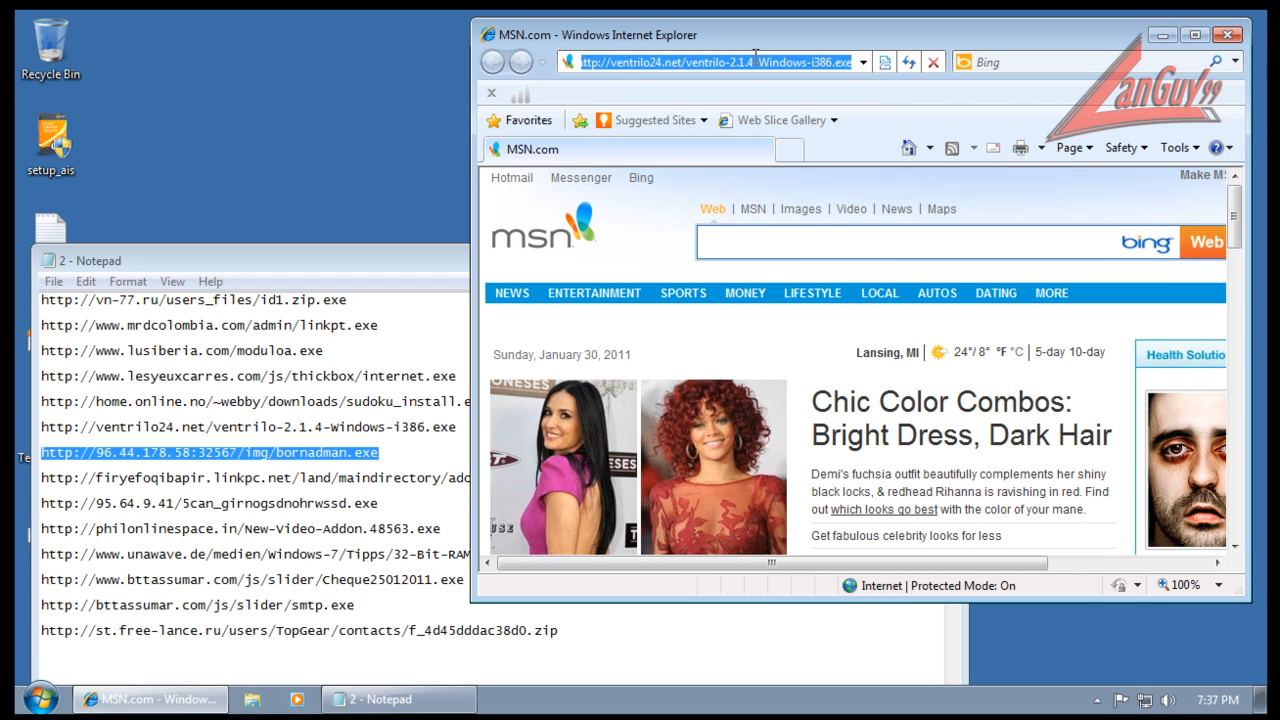 Recycle Bin
setup_ais
MSN.com - Windows Internet Explorer
http://ventrilo24.net/ventrilo-2.1.4-Windows-i386.exe
Bing
LanGuy99
Favorites
Suggested Sites
Web Slice Gallery
MSN.com
Page
Safety
Tools
Hotmail
Messenger
Bing
Make M
Web | MSN | Images | Video | News | Maps
msn
bing
Web
NEWS ENTERTAINMENT SPORTS MONEY LIFESTYLE LOCAL AUTOS DATING MORE
Sunday, January 30, 2011
Lansing, MI | 24°/ 8° °F °C | 5-day 10-day
Health Solutio
ONESES
Chic Color Combos:
Bright Dress, Dark Hair
Demi's fuchsia outfit beautifully complements her shiny
black locks, & redhead Rihanna is ravishing in red. Find
out which looks go best with the color of your mane.
Get fabulous celebrity looks for less
Internet | Protected Mode: On
100%
2 - Notepad
File Edit Format View Help
http://vn-77.ru/users_files/id1.zip.exe
http://www.mrdcolombia.com/admin/linkpt.exe
http://www.lusiberia.com/moduloa.exe
http://www.lesyeuxcarres.com/js/thickbox/internet.exe
http://home.online.no/~webby/downloads/sudoku_install.e
http://ventrilo24.net/ventrilo-2.1.4-Windows-i386.exe
http://96.44.178.58:32567/img/bornadman.exe
http://firyefoqibapir.linkpc.net/land/maindirectory/ado
http://95.64.9.41/5can_girnogsdnohrwssd.exe
http://philonlinespace.in/New-Video-Addon.48563.exe
http://www.unawave.de/medien/Windows-7/Tipps/32-Bit-RAM
http://www.bttassumar.com/js/slider/Cheque25012011.exe
http://bttassumar.com/js/slider/smtp.exe
http://st.free-lance.ru/users/TopGear/contacts/f_4d45dddac38d0.zip
Te
MSN.com - Window...
2 - Notepad
7:37 PM